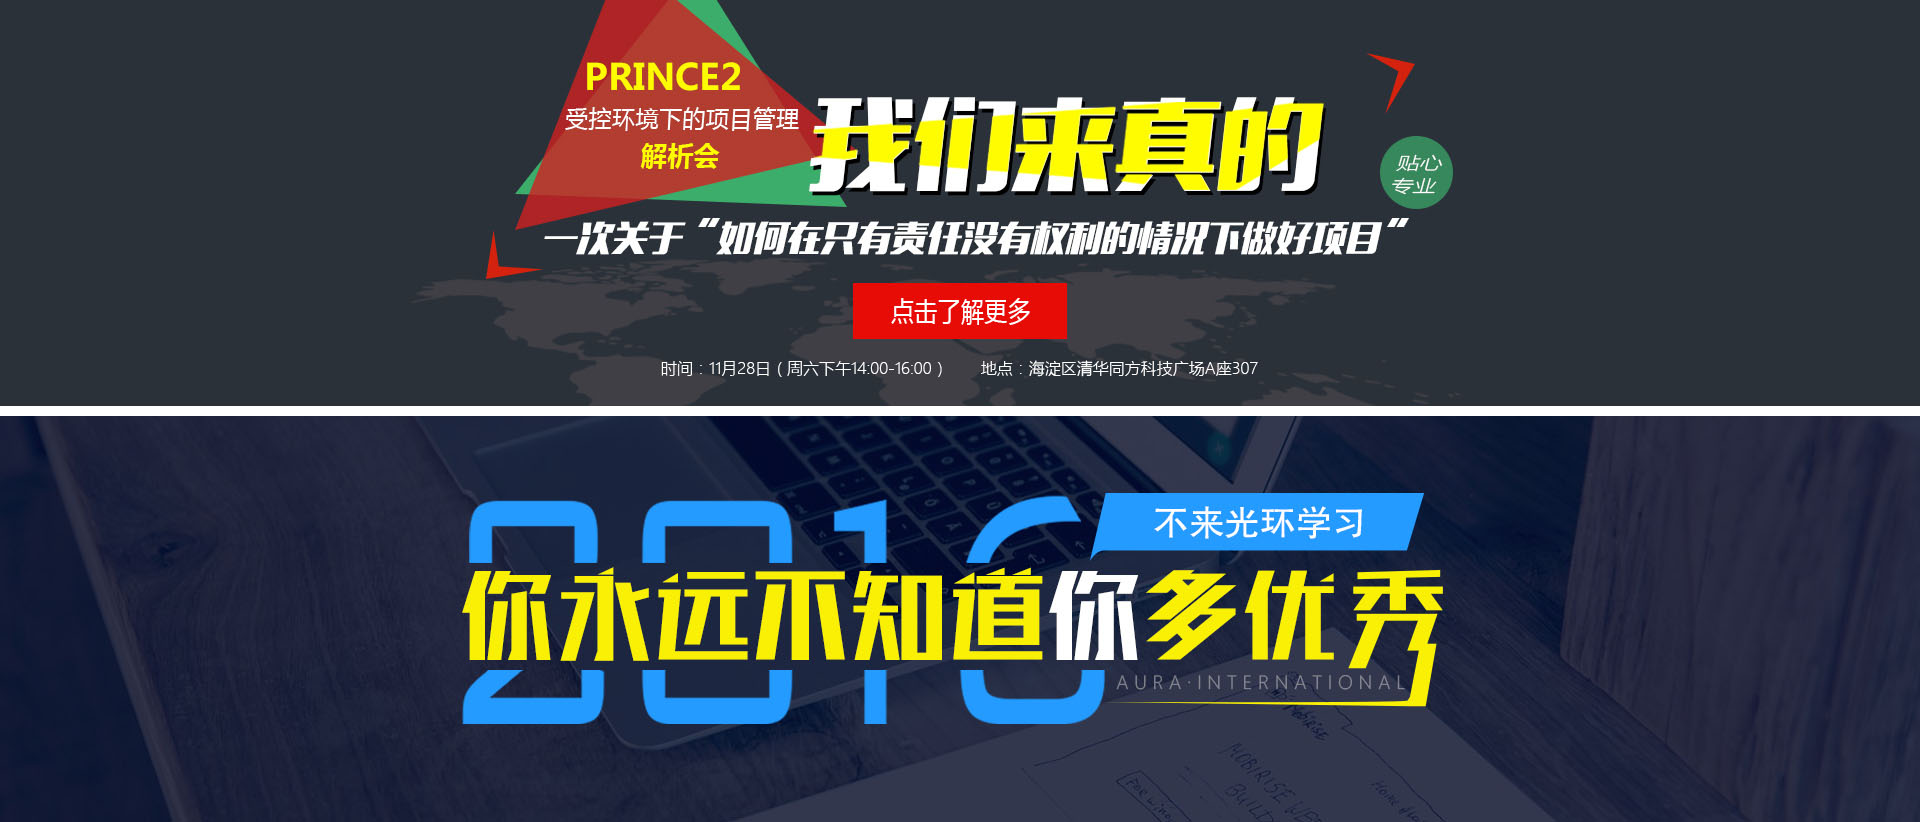 PRINCE2
受控环境下的项目管理
解析会
我们来真的
贴心
专业
一次关于“如何在只有责任没有权利的情况下做好项目”
点击了解更多
时间：11月28日（周六下午14:00-16:00） 地点：海淀区清华同方科技广场A座307
2016
不来光环学习
你永远不知道你多优秀
AURA·INTERNATIONAL
MOBIRISE WE
BUILD